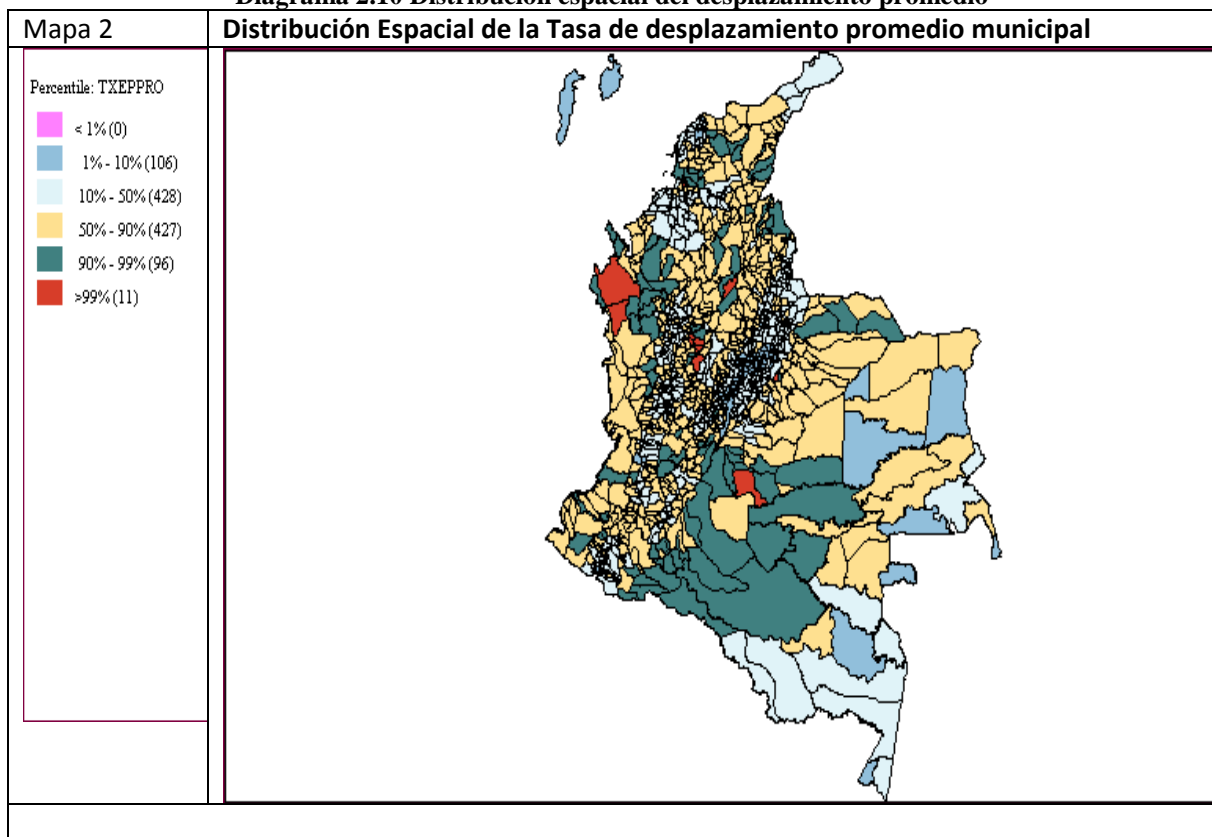 Diagrama 2.10 Distribución espacial del desplazamiento promedio
Mapa 2
Distribución Espacial de la Tasa de desplazamiento promedio municipal
Percentile: TXEPPRO
< 1% (0)
1% - 10% (106)
10% - 50% (428)
50% - 90% (427)
90% - 99% (96)
>99% (11)